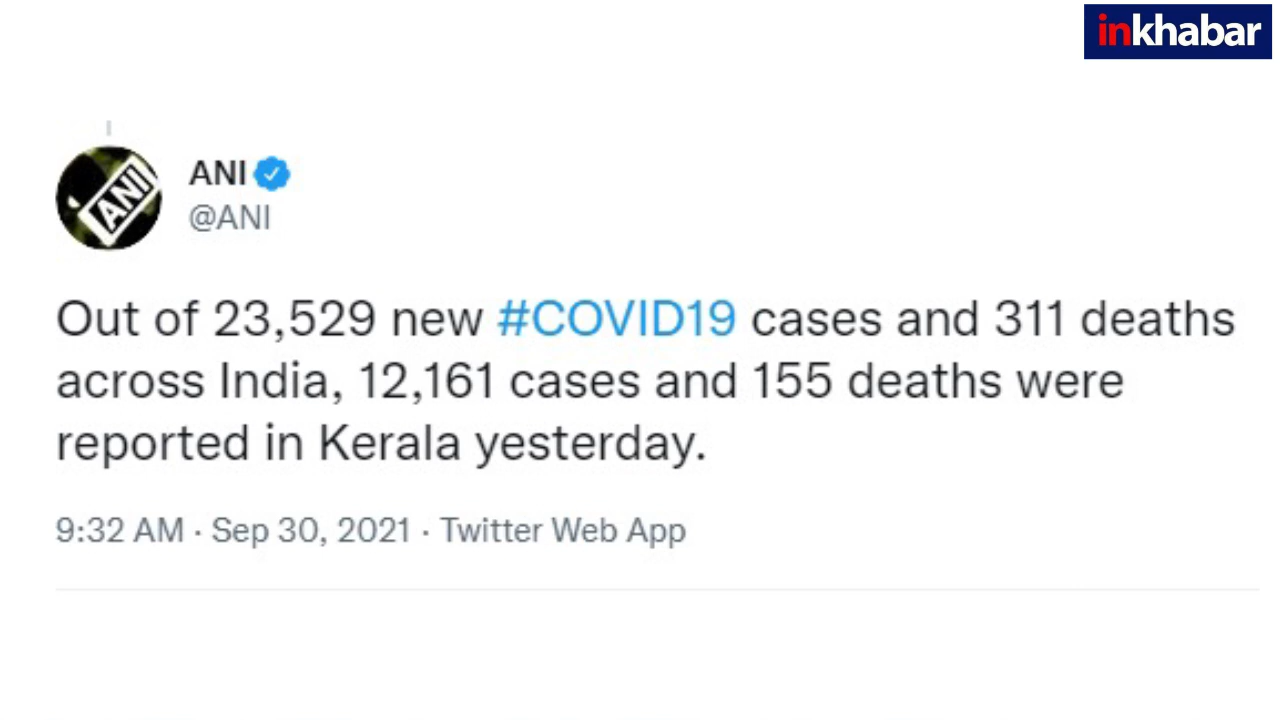 inkhabar
ANI
ANI
@ANI
Out of 23,529 new #COVID19 cases and 311 deaths
across India, 12,161 cases and 155 deaths were
reported in Kerala yesterday.
9:32 AM · Sep 30, 2021 · Twitter Web App